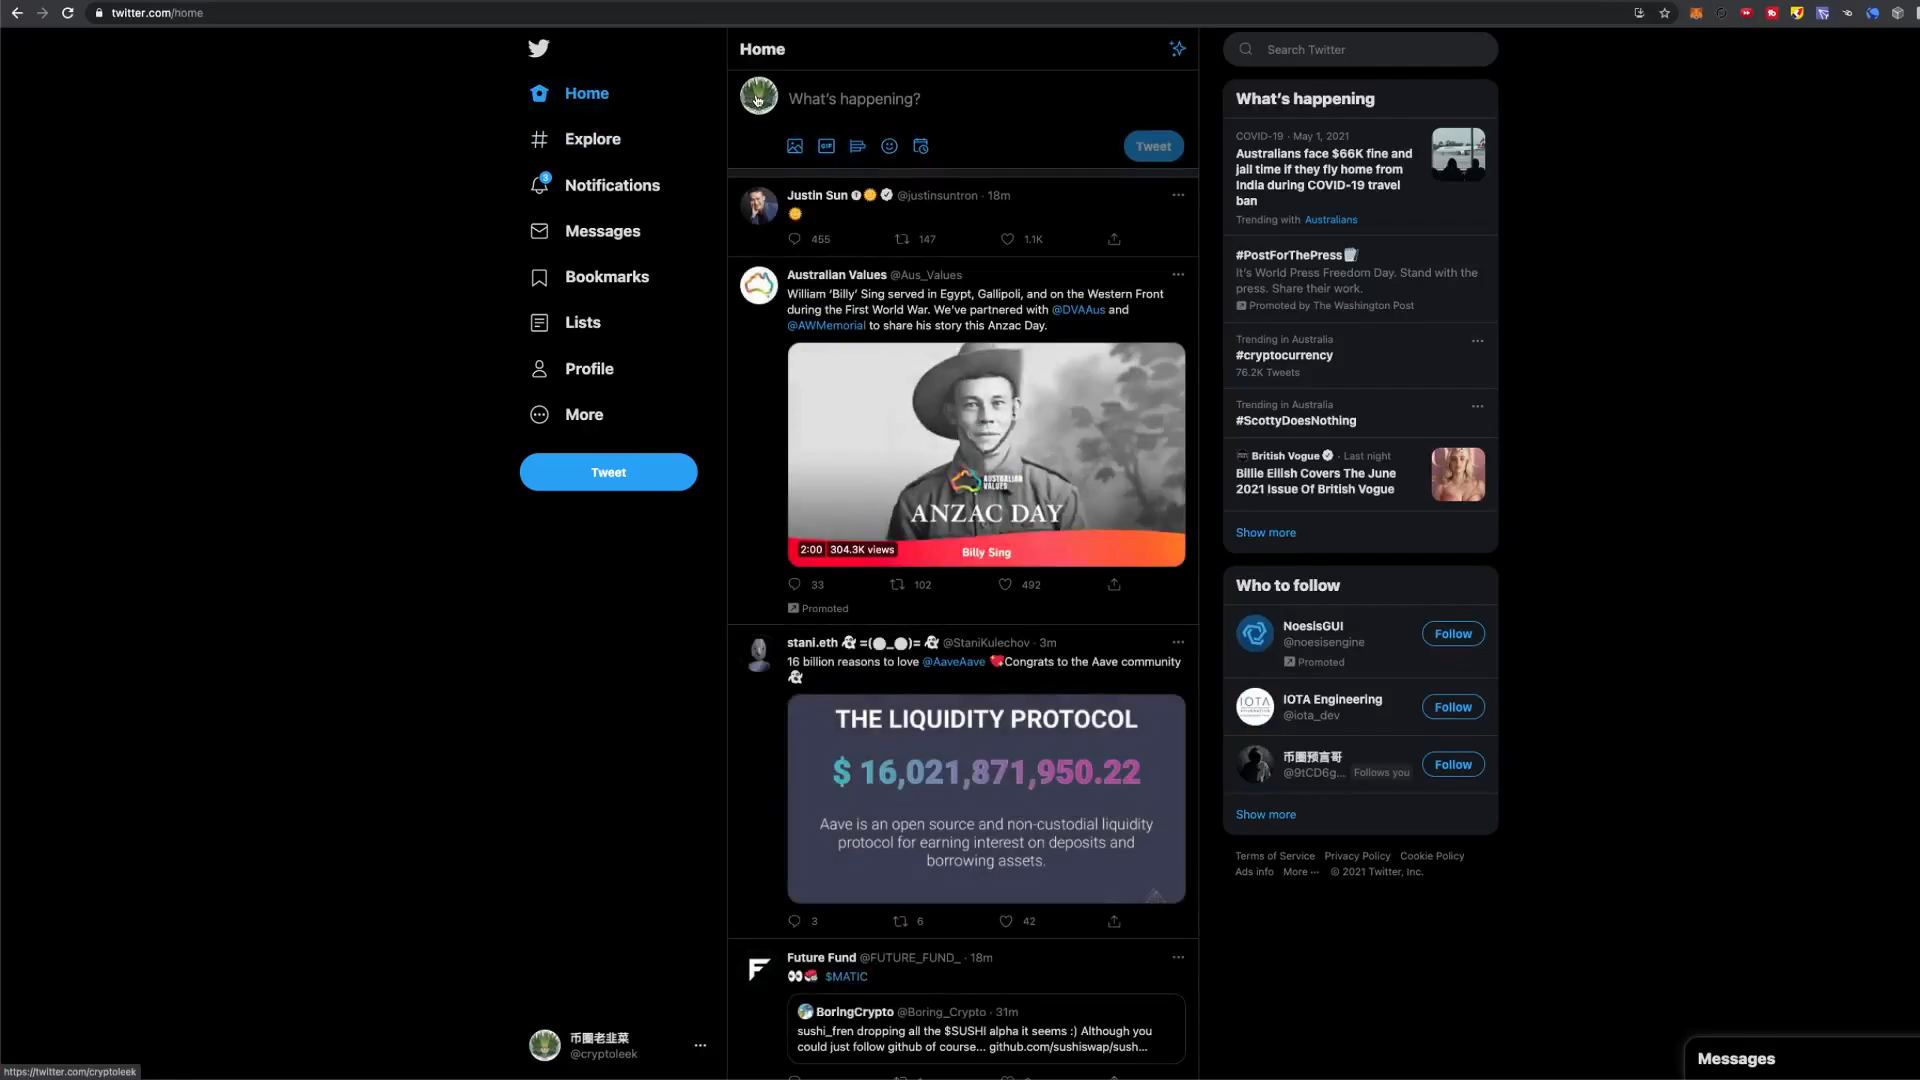 twitter.com/home
Home
Explore
3
Notifications
Messages
Bookmarks
Lists
Profile
More
Tweet
币圈老韭菜
@cryptoleek
https://twitter.com/cryptoleek
Home
What's happening?
GIF
Tweet
Justin Sun @justinsuntron · 18m
455 147 1.1K
Australian Values @Aus_Values
William 'Billy' Sing served in Egypt, Gallipoli, and on the Western Front
during the First World War. We've partnered with @DVAAus and
@AWMemorial to share his story this Anzac Day.
AUSTRALIAN
VALUES
ANZAC DAY
2:00 304.3K views
Billy Sing
33 102 492
Promoted
stani.eth =(⬤_⬤)= @StaniKulechov · 3m
16 billion reasons to love @AaveAave 💘Congrats to the Aave community
THE LIQUIDITY PROTOCOL
$ 16,021,871,950.22
Aave is an open source and non-custodial liquidity
protocol for earning interest on deposits and
borrowing assets.
3 6 42
Future Fund @FUTURE_FUND_ · 18m
$MATIC
BoringCrypto @Boring_Crypto · 31m
sushi_fren dropping all the $SUSHI alpha it seems :) Although you
could just follow github of course... github.com/sushiswap/sush...
Search Twitter
What's happening
COVID-19 · May 1, 2021
Australians face $66K fine and
jail time if they fly home from
India during COVID-19 travel
ban
Trending with Australians
#PostForThePress
It's World Press Freedom Day. Stand with the
press. Share their work.
Promoted by The Washington Post
Trending in Australia
#cryptocurrency
76.2K Tweets
Trending in Australia
#ScottyDoesNothing
British Vogue · Last night
Billie Eilish Covers The June
2021 Issue Of British Vogue
Show more
Who to follow
NoesisGUI
@noesisengine
Promoted
Follow
IOTA
IOTA Engineering
@iota_dev
Follow
币圈预言哥
@9tCD6g... Follows you
Follow
Show more
Terms of Service Privacy Policy Cookie Policy
Ads info More ··· © 2021 Twitter, Inc.
Messages